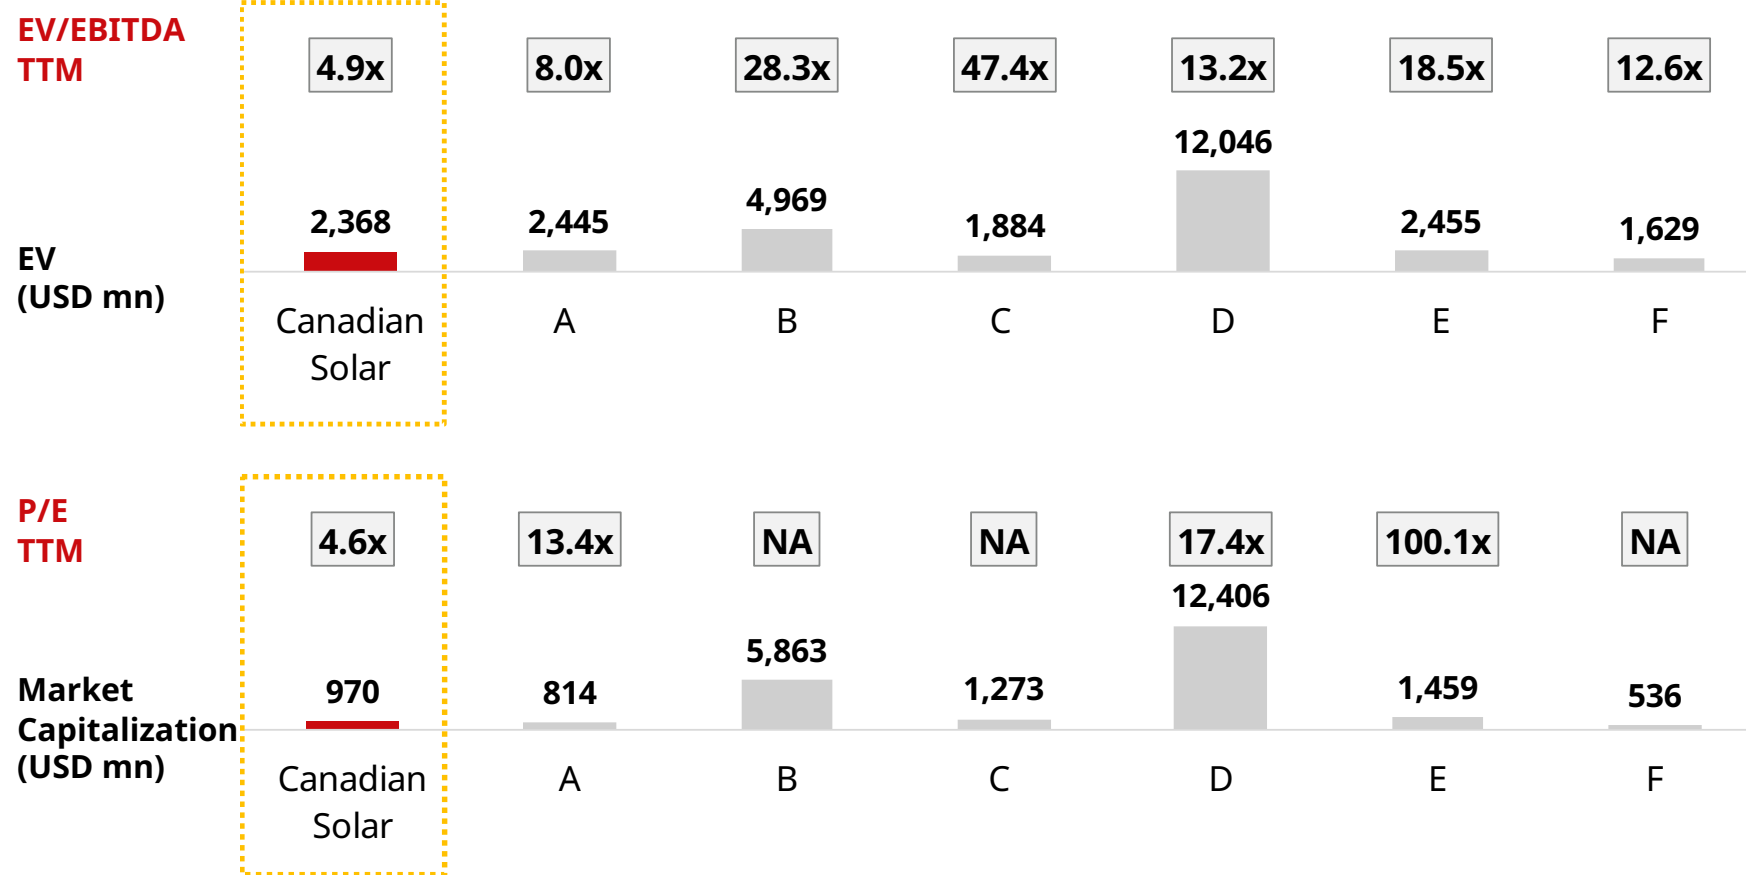 EV/EBITDA
TTM
4.9x 8.0x 28.3x 47.4x 13.2x 18.5x 12.6x
2,368 2,445 4,969 1,884 12,046 2,455 1,629
EV
(USD mn)
Canadian
Solar
A B C D E F
P/E
TTM
4.6x 13.4x NA NA 17.4x 100.1x NA
970 814 5,863 1,273 12,406 1,459 536
Market
Capitalization
(USD mn)
Canadian
Solar
A B C D E F